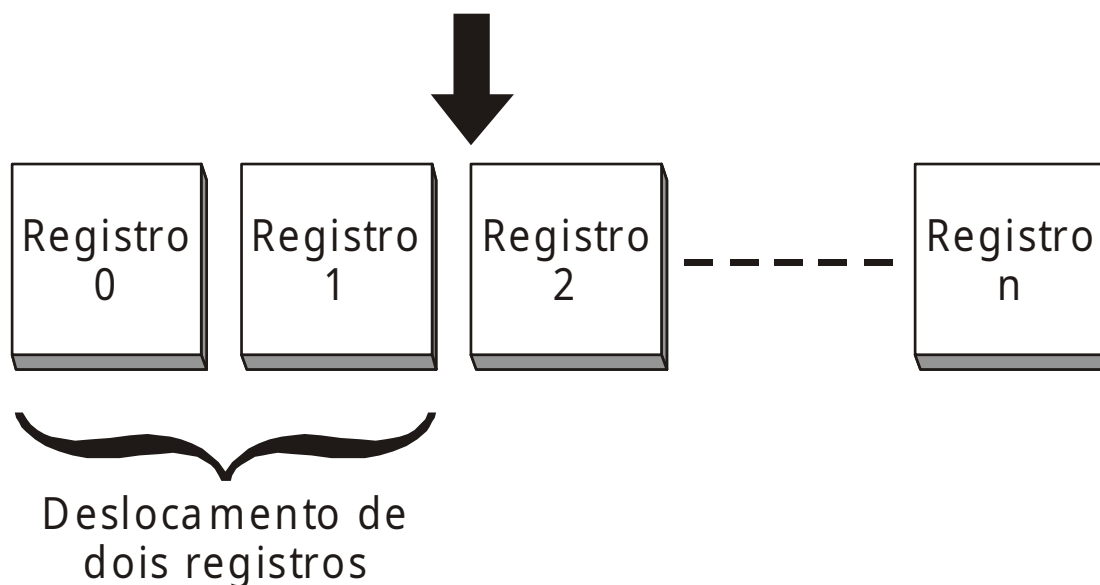 Registro
0
Registro
1
Registro
2
Registro
n
Deslocamento de
dois registros